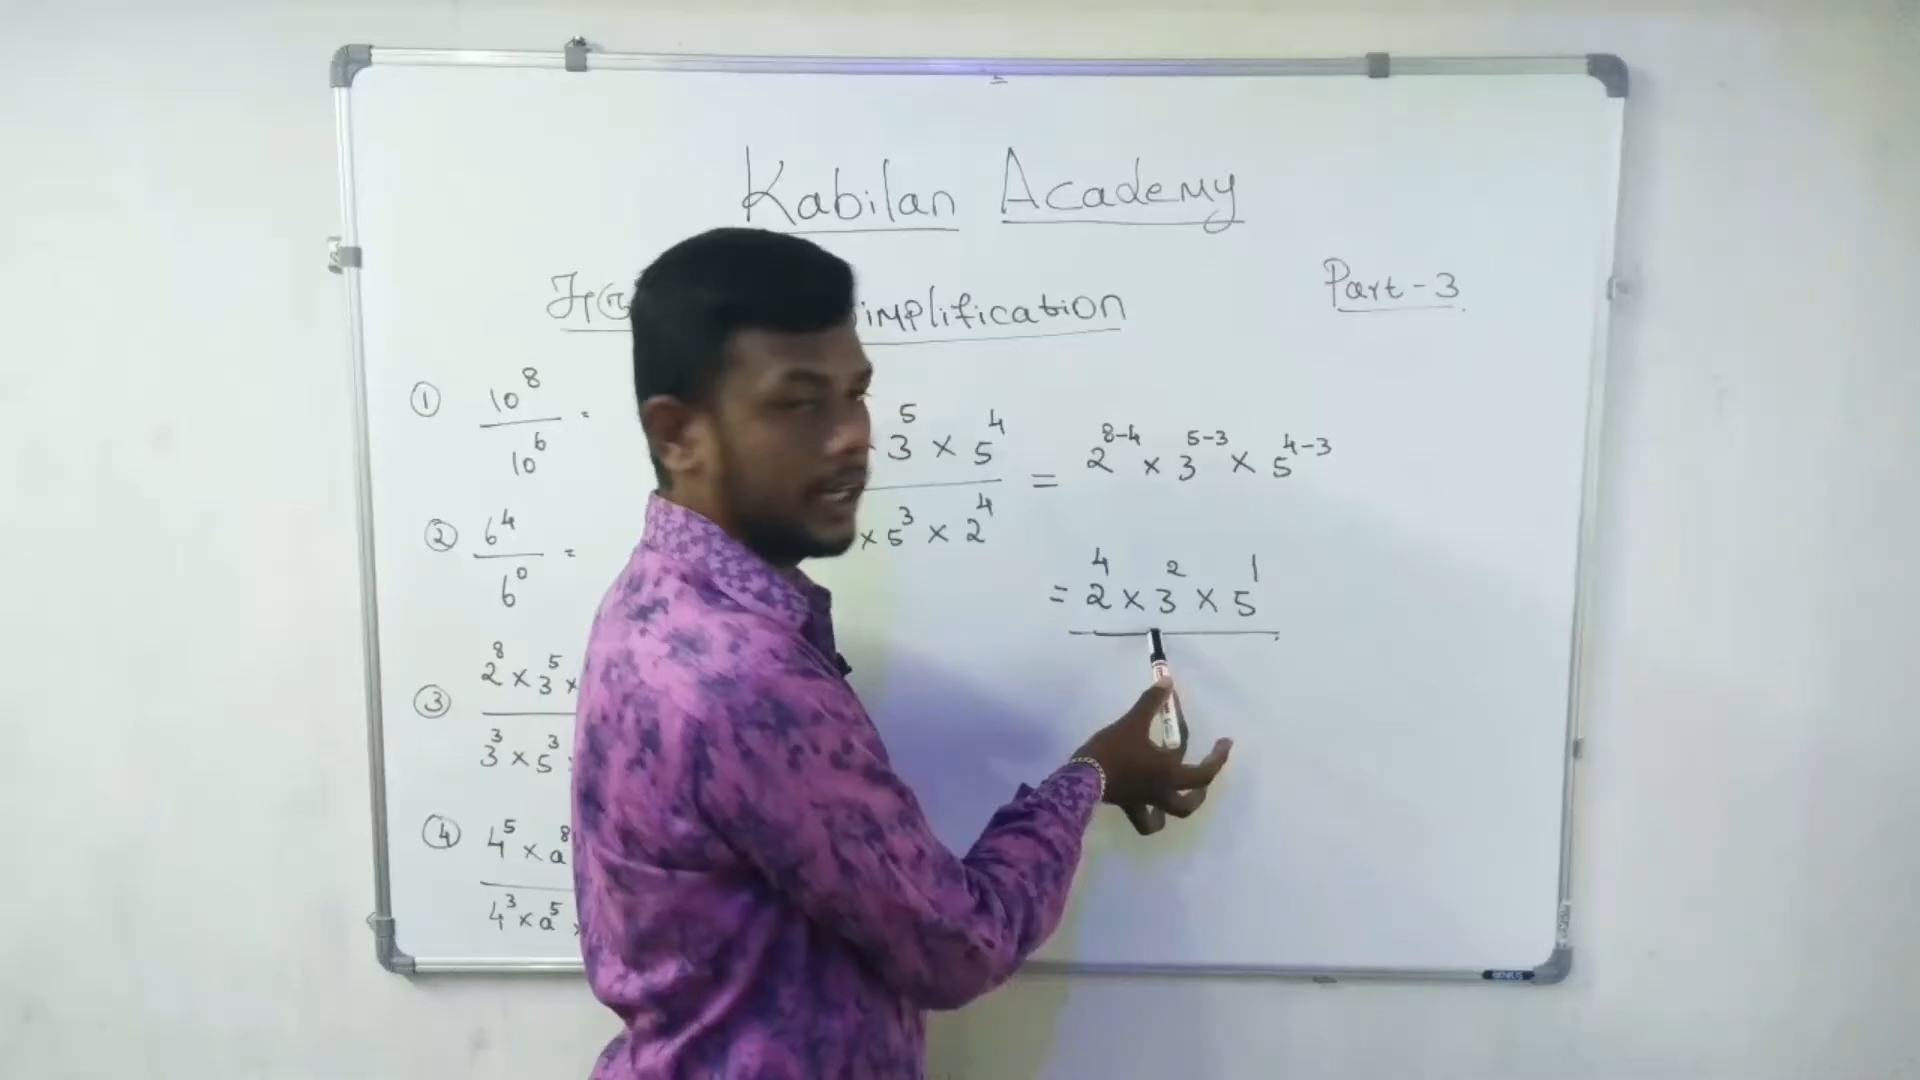 Kabilan Academy
Simplification
Part-3
① 10⁸ / 10⁶ =
② 6⁴ / 6⁰ =
③ 2⁸ × 3⁵ ×
3³ × 5³
④ 4⁵ × a⁸
4³ × a⁵ ×
3⁵ × 5⁴
× 5³ × 2⁴
= 2⁸⁻⁴ × 3⁵⁻³ × 5⁴⁻³
= 2⁴ × 3² × 5¹